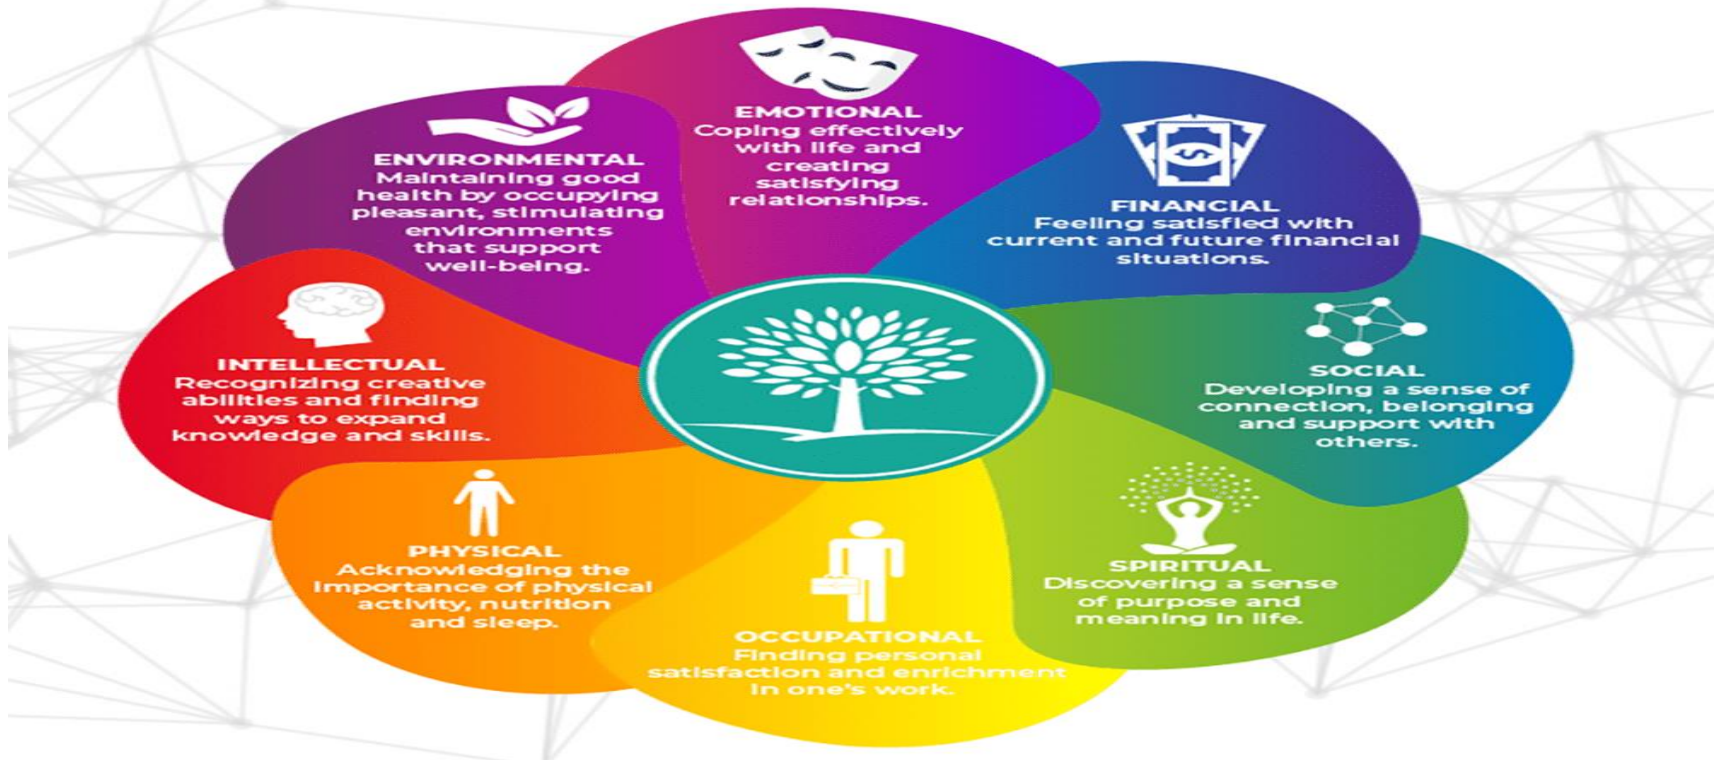 EMOTIONAL
Coping effectively
with life and
creating
satisfying
relationships.
FINANCIAL
Feeling satisfied with
current and future financial
situations.
SOCIAL
Developing a sense of
connection, belonging
and support with
others.
SPIRITUAL
Discovering a sense
of purpose and
meaning in life.
OCCUPATIONAL
Finding personal
satisfaction and enrichment
in one's work.
PHYSICAL
Acknowledging the
importance of physical
activity, nutrition
and sleep.
INTELLECTUAL
Recognizing creative
abilities and finding
ways to expand
knowledge and skills.
ENVIRONMENTAL
Maintaining good
health by occupying
pleasant, stimulating
environments
that support
well-being.